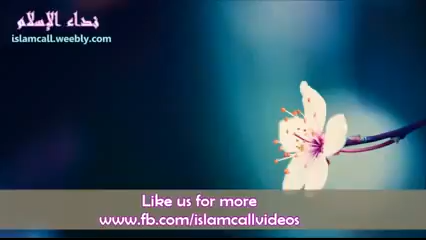 نداء الإسلام
islamcall.weebly.com
Like us for more
www.fb.com/islamcallvideos